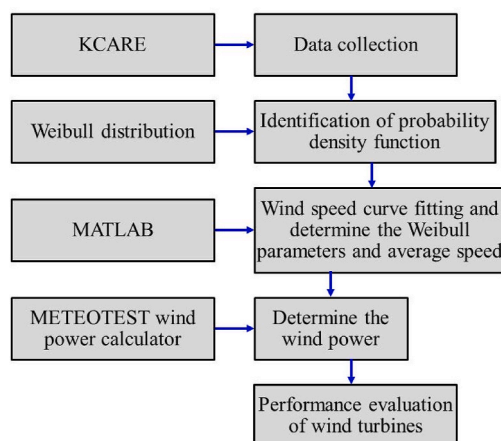 KCARE
Data collection
Weibull distribution
Identification of probability
density function
MATLAB
Wind speed curve fitting and
determine the Weibull
parameters and average speed
METEOTEST wind
power calculator
Determine the
wind power
Performance evaluation
of wind turbines